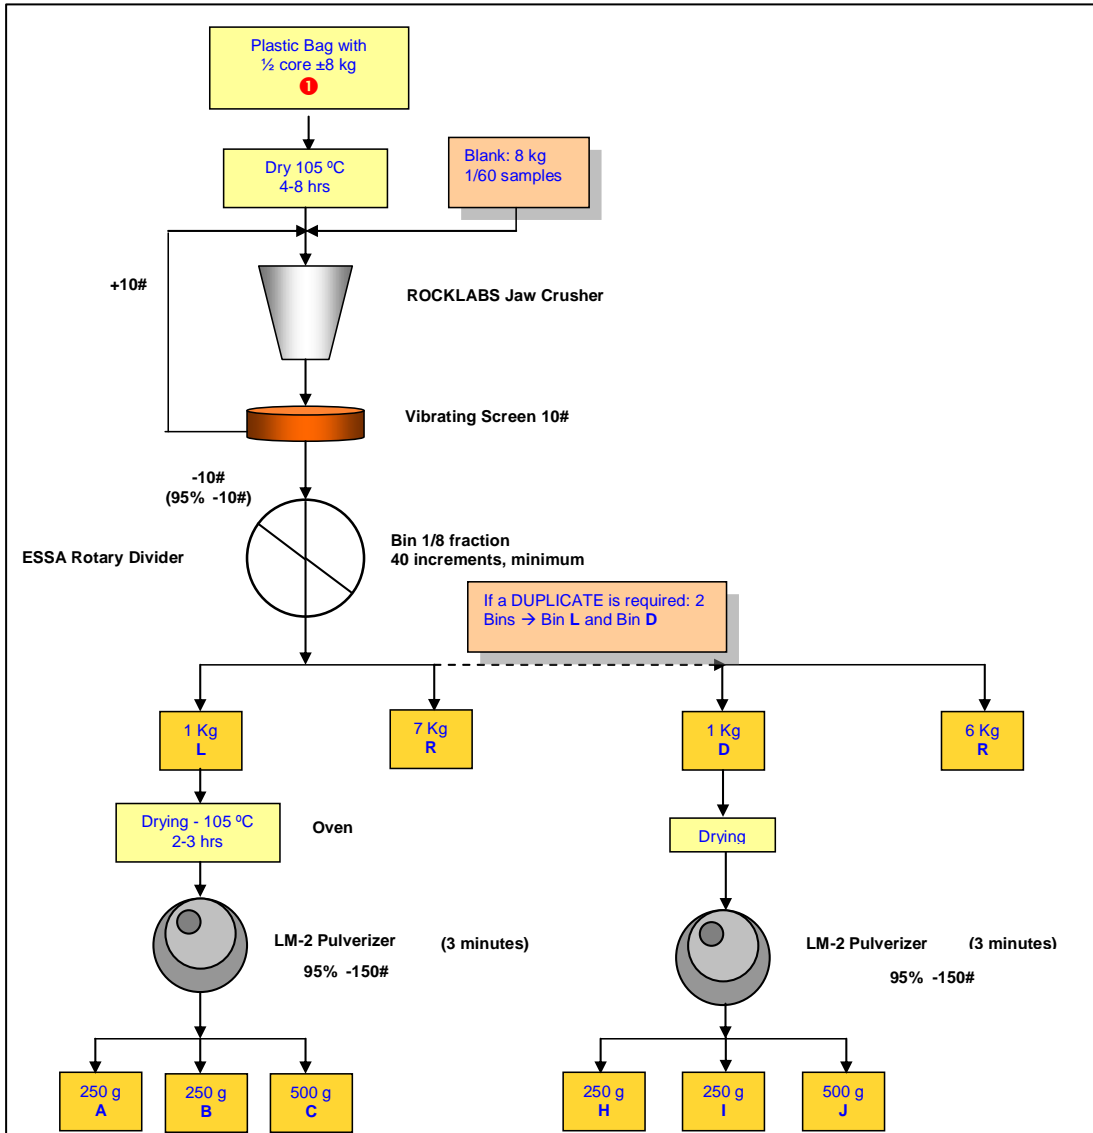 Plastic Bag with
½ core ±8 kg
1
Dry 105 ºC
4-8 hrs
Blank: 8 kg
1/60 samples
+10#
ROCKLABS Jaw Crusher
Vibrating Screen 10#
-10#
(95% -10#)
ESSA Rotary Divider
Bin 1/8 fraction
40 increments, minimum
If a DUPLICATE is required: 2
Bins → Bin L and Bin D
1 Kg
L
7 Kg
R
1 Kg
D
6 Kg
R
Drying - 105 ºC
2-3 hrs
Oven
Drying
LM-2 Pulverizer (3 minutes)
95% -150#
LM-2 Pulverizer (3 minutes)
95% -150#
250 g
A
250 g
B
500 g
C
250 g
H
250 g
I
500 g
J